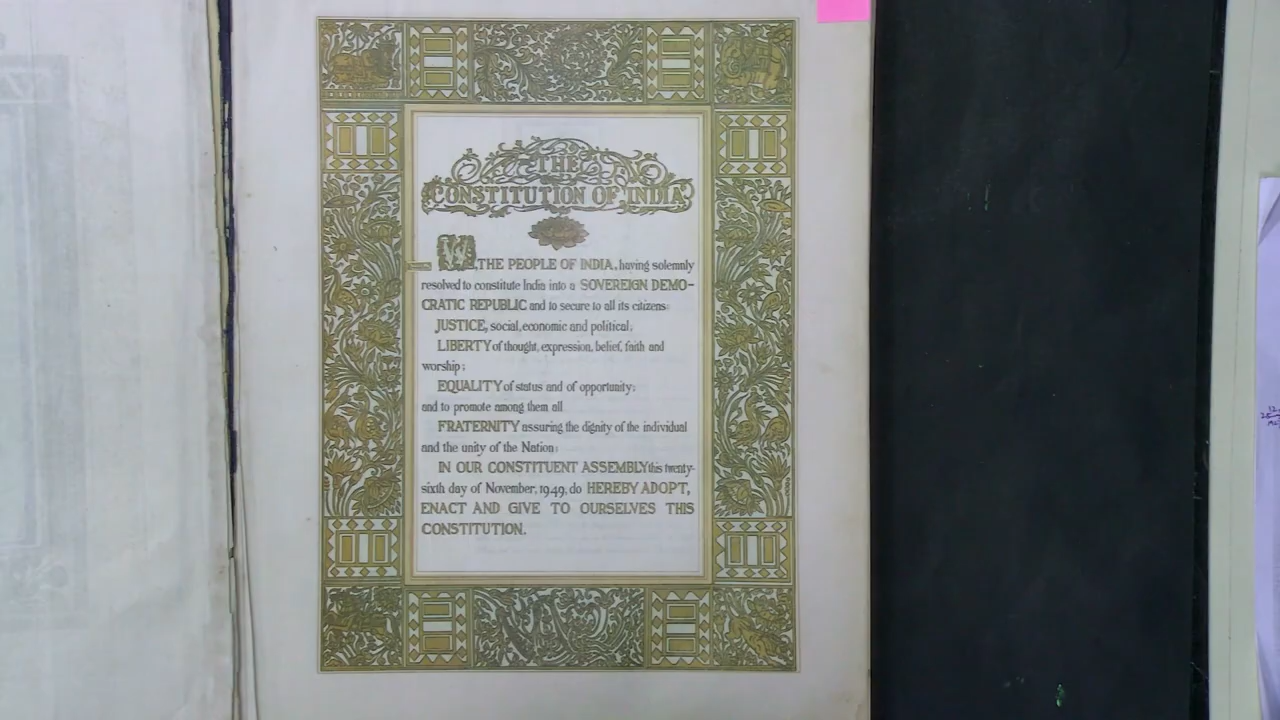 THE
CONSTITUTION OF INDIA
WE, THE PEOPLE OF INDIA, having solemnly
resolved to constitute India into a SOVEREIGN DEMO-
CRATIC REPUBLIC and to secure to all its citizens:
JUSTICE, social, economic and political;
LIBERTY of thought, expression, belief, faith and
worship;
EQUALITY of status and of opportunity;
and to promote among them all
FRATERNITY assuring the dignity of the individual
and the unity of the Nation;
IN OUR CONSTITUENT ASSEMBLY this twenty-
sixth day of November, 1949, do HEREBY ADOPT,
ENACT AND GIVE TO OURSELVES THIS
CONSTITUTION.